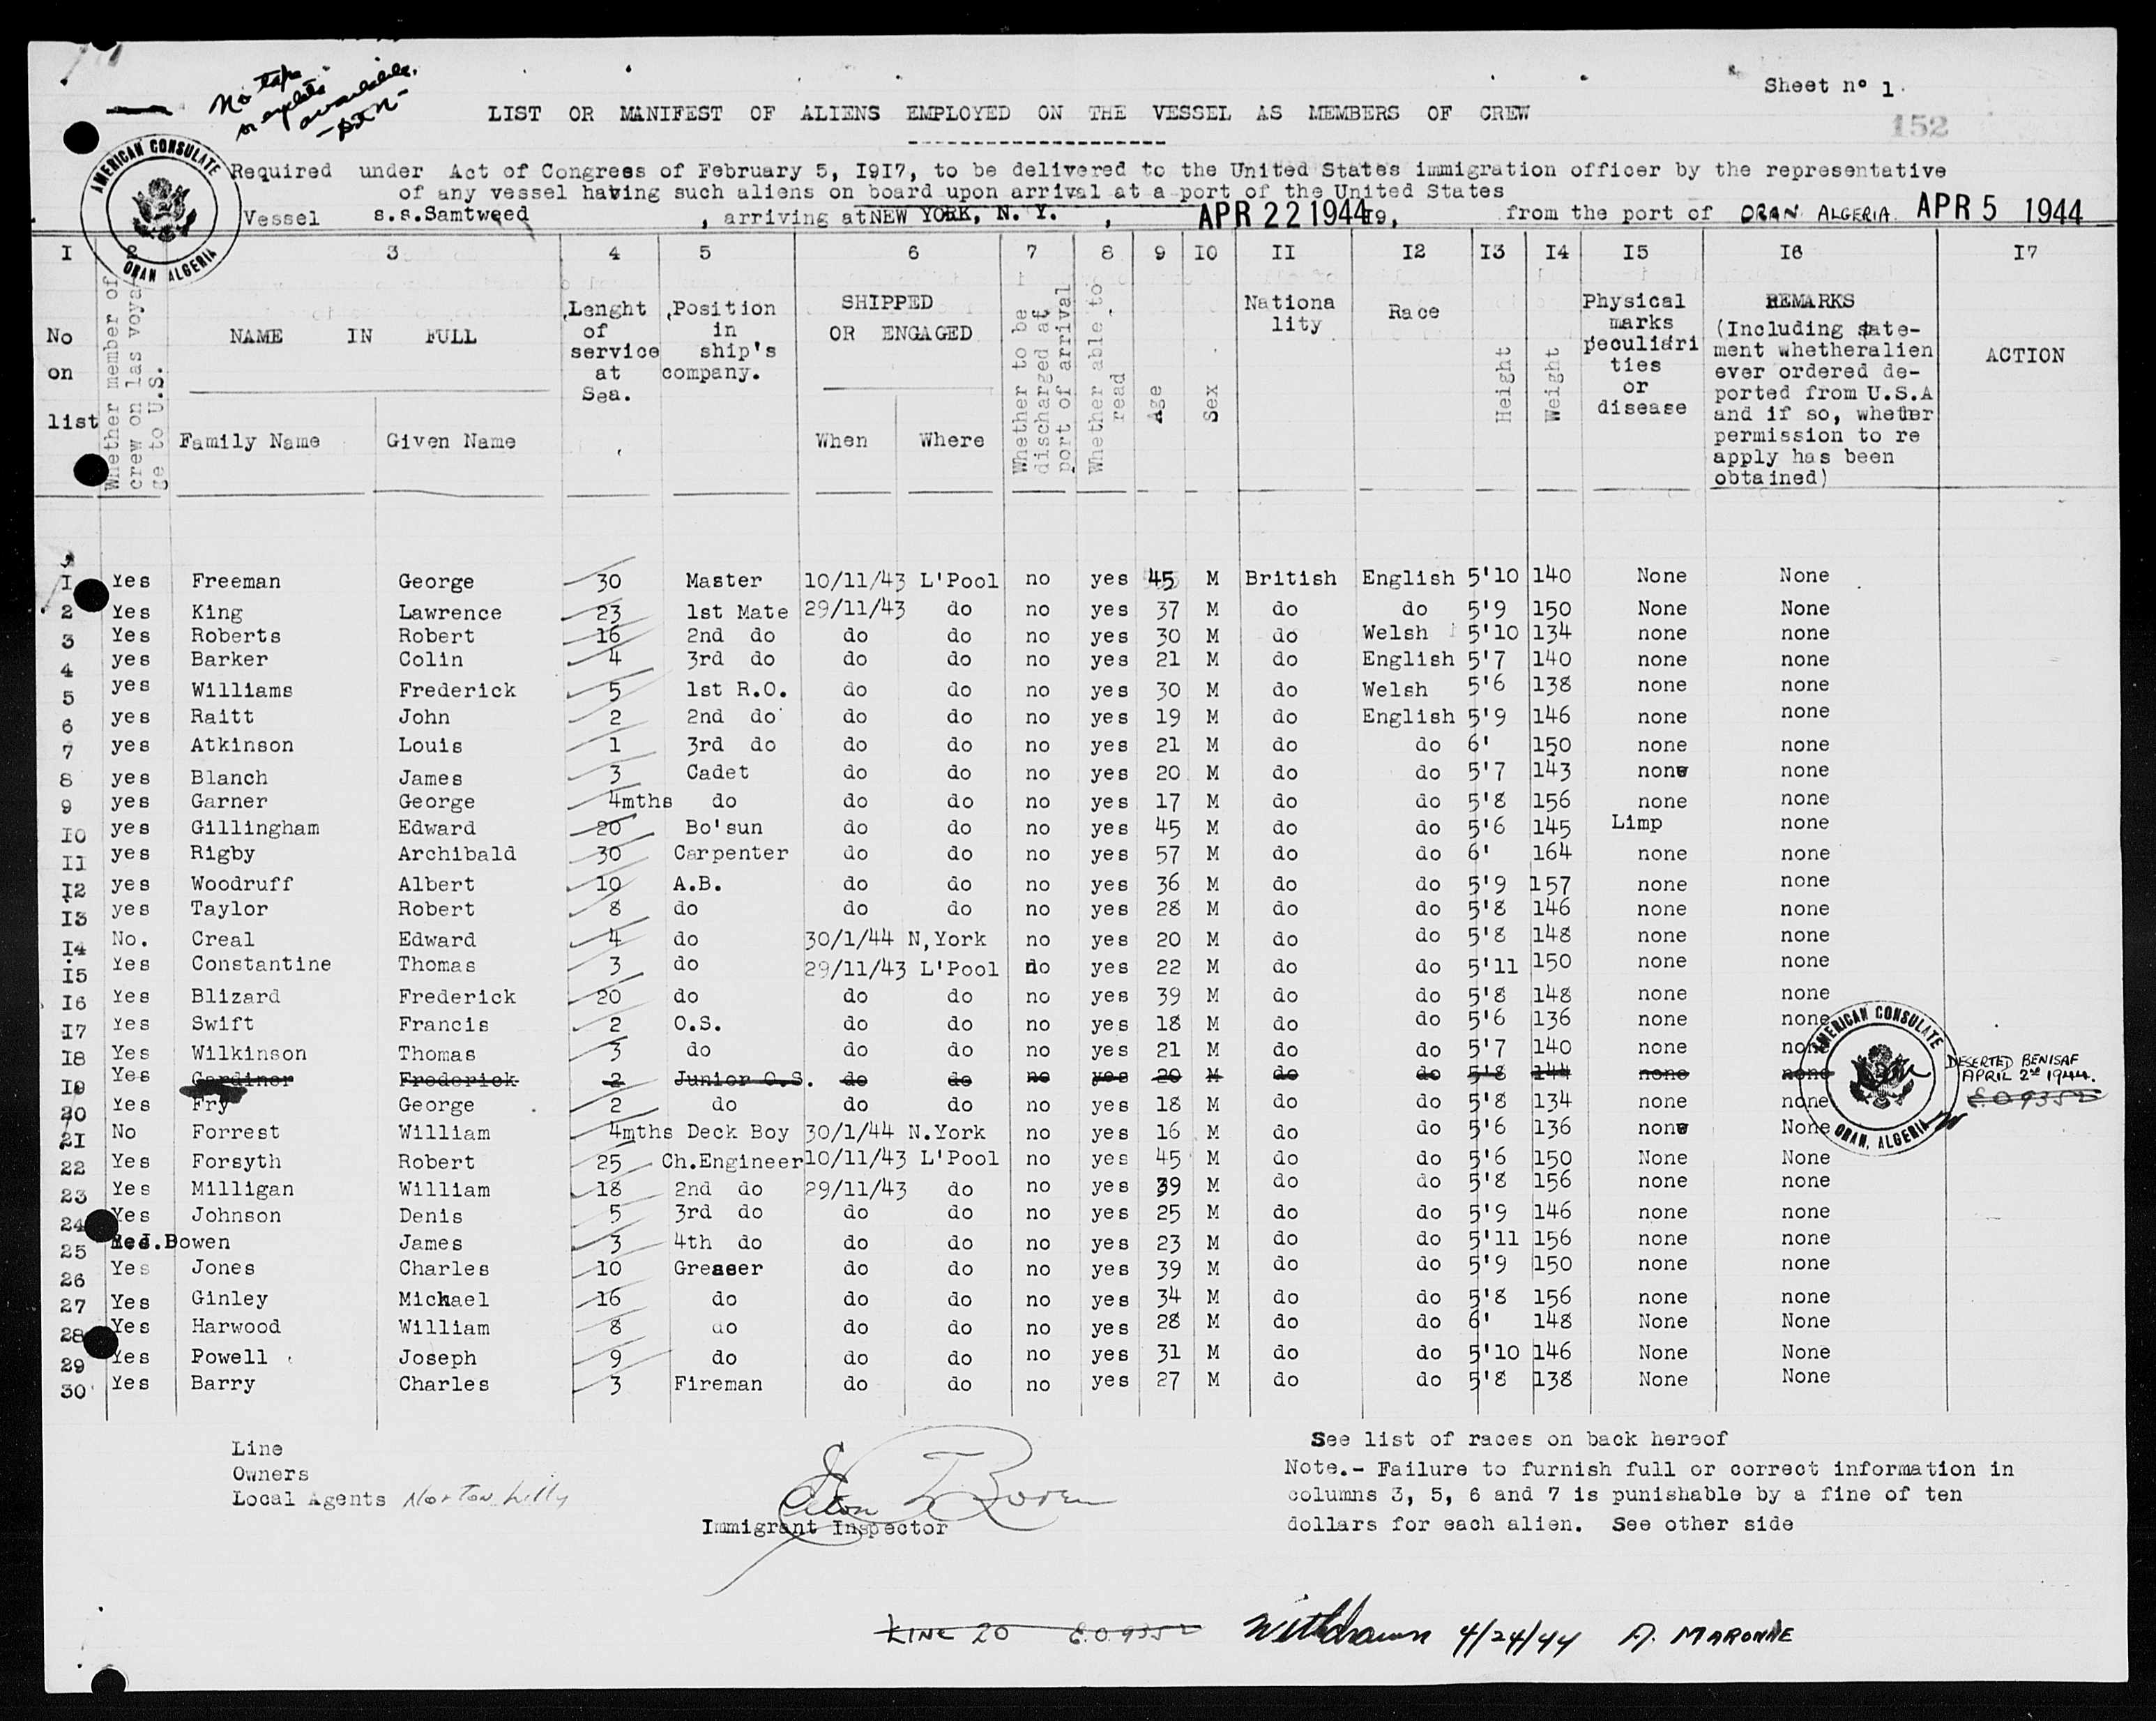 No tape
or explts
available.
Sheet nº 1.
LIST OR MANIFEST OF ALIENS EMPLOYED ON THE VESSEL AS MEMBERS OF CREW
152
AMERICAN CONSULATE
ORAN ALGERIA
Required under Act of Congress of February 5, I9I7, to be delivered to the United States immigration officer by the representative
of any vessel having such aliens on board upon arrival at a port of the United States
Vessel s.s.Samtweed , arriving at NEW YORK, N. Y. , APR 22 1944 I9, from the port of ORAN ALGERIA APR 5 1944
I 2 3 4 5 6 7 8 9 IO II I2 I3 I4 I5 I6 I7
No on list
Whether member of crew on las voyage to U.S.
NAME IN FULL
Family Name Given Name
Lenght of service at Sea.
Position in ship's company.
SHIPPED OR ENGAGED
When Where
Whether to be discharged at port of arrival
Whether able to read
Age
Sex
Nationality
Race
Height
Weight
Physical marks peculiarities or disease
REMARKS
(Including statement whetheralien ever ordered deported from U.S.A and if so, whether permission to re apply has been obtained)
ACTION
I Yes Freeman George 30 Master 10/11/43 L'Pool no yes 45 M British English 5'10 140 None None
2 Yes King Lawrence 23 1st Mate 29/11/43 do no yes 37 M do do 5'9 150 None None
3 Yes Roberts Robert 16 2nd do do do no yes 30 M do Welsh 5'10 134 none none
4 yes Barker Colin 4 3rd do do do no yes 21 M do English 5'7 140 none none
5 yes Williams Frederick 5 1st R.O. do do no yes 30 M do Welsh 5'6 138 none none
6 yes Raitt John 2 2nd do do do no yes 19 M do English 5'9 146 none none
7 yes Atkinson Louis 1 3rd do do do no yes 21 M do do 6' 150 none none
8 yes Blanch James 3 Cadet do do no yes 20 M do do 5'7 143 none none
9 yes Garner George 4mths do do do no yes 17 M do do 5'8 156 none none
I0 yes Gillingham Edward 20 Bo'sun do do no yes 45 M do do 5'6 145 Limp none
II yes Rigby Archibald 30 Carpenter do do no yes 57 M do do 6' 164 none none
I2 yes Woodruff Albert 10 A.B. do do no yes 36 M do do 5'9 157 none none
I3 yes Taylor Robert 8 do do do no yes 28 M do do 5'8 146 none none
I4 No. Creal Edward 4 do 30/1/44 N,York no yes 20 M do do 5'8 148 none none
I5 Yes Constantine Thomas 3 do 29/11/43 L'Pool no yes 22 M do do 5'11 150 none none
I6 Yes Blizard Frederick 20 do do do no yes 39 M do do 5'8 148 none none
I7 Yes Swift Francis 2 O.S. do do no yes 18 M do do 5'6 136 none none
I8 Yes Wilkinson Thomas 3 do do do no yes 21 M do do 5'7 140 none none
I9 Yes Gardiner Frederick 2 Junior O.S. do do no yes 20 M do do 5'8 144 none none DESERTED BENISAF APRIL 2nd 1944.
20 Yes Fry George 2 do do do no yes 18 M do do 5'8 134 none none E.O 9352
21 No Forrest William 4mths Deck Boy 30/1/44 N.York no yes 16 M do do 5'6 136 none None
22 Yes Forsyth Robert 25 Ch.Engineer 10/11/43 L'Pool no yes 45 M do do 5'6 150 None None
23 Yes Milligan William 18 2nd do 29/11/43 do no yes 39 M do do 5'8 156 none none
24 Yes Johnson Denis 5 3rd do do do no yes 25 M do do 5'9 146 none none
25 Bowen James 3 4th do do do no yes 23 M do do 5'11 156 none none
26 Yes Jones Charles 10 Greaser do do no yes 39 M do do 5'9 150 none none
27 Yes Ginley Michael 16 do do do no yes 34 M do do 5'8 156 none none
28 Yes Harwood William 8 do do do no yes 28 M do do 6' 148 None None
29 Yes Powell Joseph 9 do do do no yes 31 M do do 5'10 146 None None
30 Yes Barry Charles 3 Fireman do do no yes 27 M do do 5'8 138 None None
AMERICAN CONSULATE
ORAN, ALGERIA
Line
Owners
Local Agents Norton Lilly
Immigrant Inspector
See list of races on back hereof
Note.- Failure to furnish full or correct information in
columns 3, 5, 6 and 7 is punishable by a fine of ten
dollars for each alien. See other side
LINE 20 E.O. 9352 Withdrawn 4/24/44 A. MARONNE